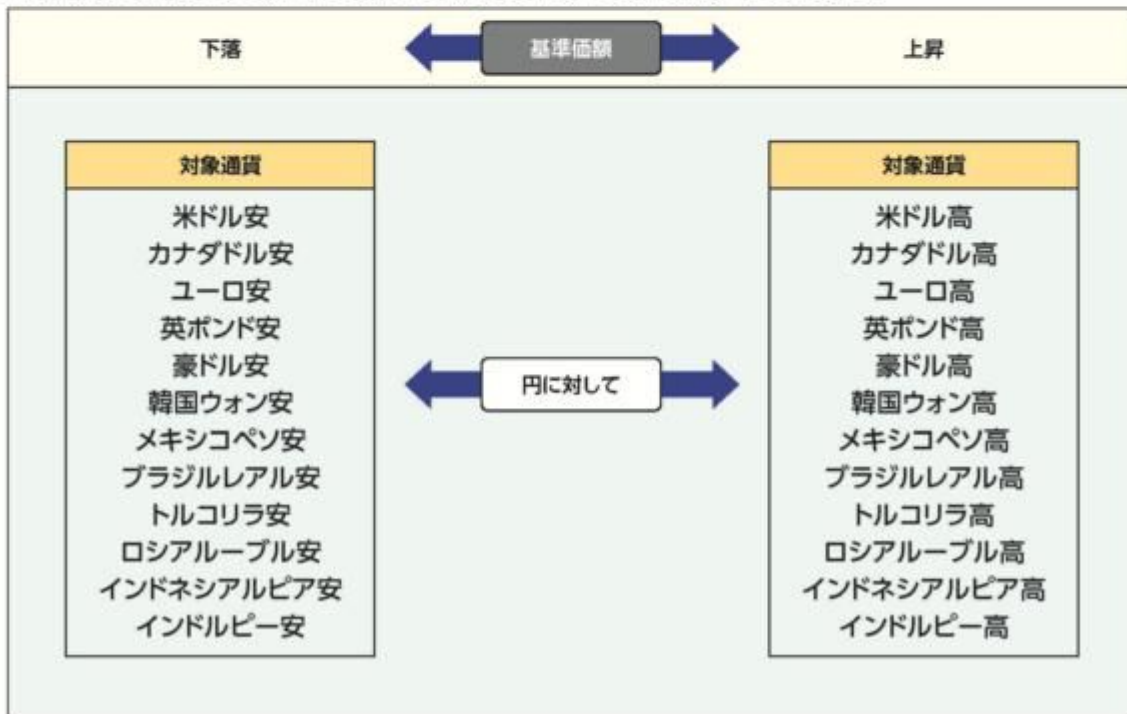 下落
基準価額
上昇
対象通貨
米ドル安
カナダドル安
ユーロ安
英ポンド安
豪ドル安
韓国ウォン安
メキシコペソ安
ブラジルレアル安
トルコリラ安
ロシアルーブル安
インドネシアルピア安
インドルピー安
円に対して
対象通貨
米ドル高
カナダドル高
ユーロ高
英ポンド高
豪ドル高
韓国ウォン高
メキシコペソ高
ブラジルレアル高
トルコリラ高
ロシアルーブル高
インドネシアルピア高
インドルピー高